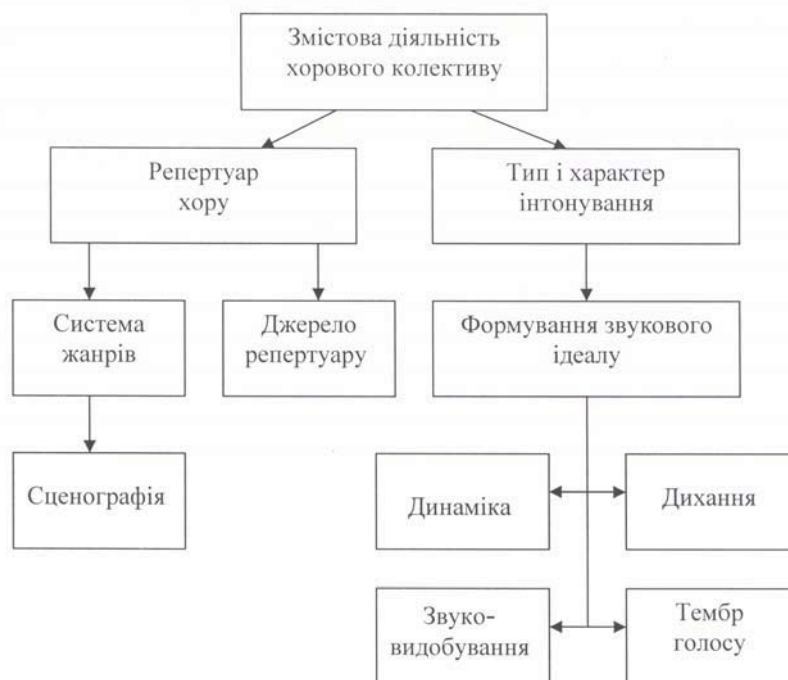 Змістова діяльність
хорового колективу
Репертуар
хору
Тип і характер
інтонування
Система
жанрів
Джерело
репертуару
Формування звукового
ідеалу
Сценографія
Динаміка
Дихання
Звуко-
видобування
Тембр
голосу